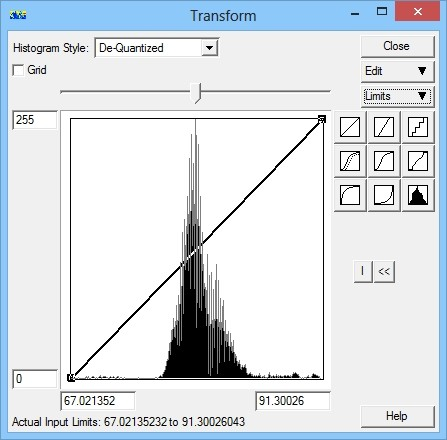 Transform
Histogram Style: De-Quantized
Close
Grid
Edit
Limits
255
I <<
0
67.021352 91.30026
Actual Input Limits: 67.02135232 to 91.30026043
Help